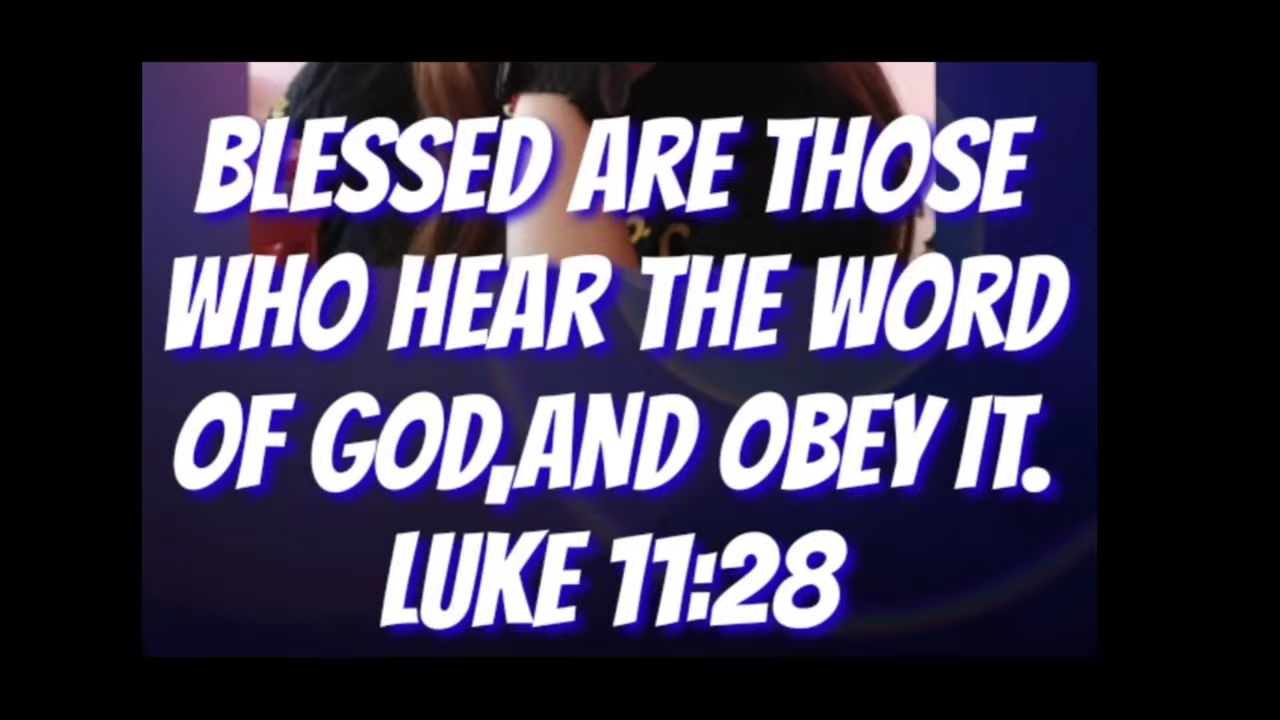 BLESSED ARE THOSE
WHO HEAR THE WORD
OF GOD,AND OBEY IT.
LUKE 11:28